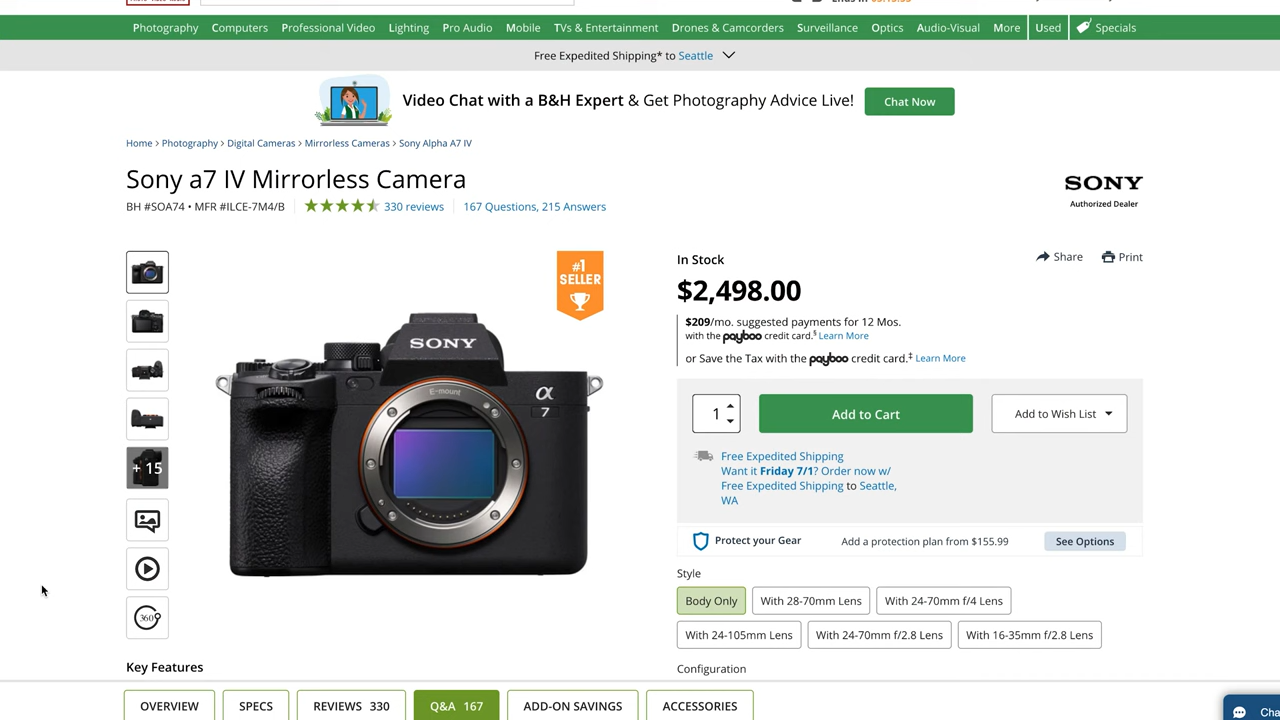 Photography Computers Professional Video Lighting Pro Audio Mobile TVs & Entertainment Drones & Camcorders Surveillance Optics Audio-Visual More Used Specials
Free Expedited Shipping* to Seattle
Video Chat with a B&H Expert & Get Photography Advice Live! Chat Now
Home > Photography > Digital Cameras > Mirrorless Cameras > Sony Alpha A7 IV
Sony a7 IV Mirrorless Camera
BH #SOA74 • MFR #ILCE-7M4/B 330 reviews 167 Questions, 215 Answers
SONY
Authorized Dealer
#1
SELLER
SONY
E-mount
α
7
+ 15
360°
In Stock
Share Print
$2,498.00
$209/mo. suggested payments for 12 Mos.
with the payboo credit card.§ Learn More
or Save the Tax with the payboo credit card.‡ Learn More
1 Add to Cart Add to Wish List
Free Expedited Shipping
Want it Friday 7/1? Order now w/
Free Expedited Shipping to Seattle,
WA
Protect your Gear Add a protection plan from $155.99 See Options
Style
Body Only With 28-70mm Lens With 24-70mm f/4 Lens
With 24-105mm Lens With 24-70mm f/2.8 Lens With 16-35mm f/2.8 Lens
Key Features
Configuration
OVERVIEW SPECS REVIEWS 330 Q&A 167 ADD-ON SAVINGS ACCESSORIES